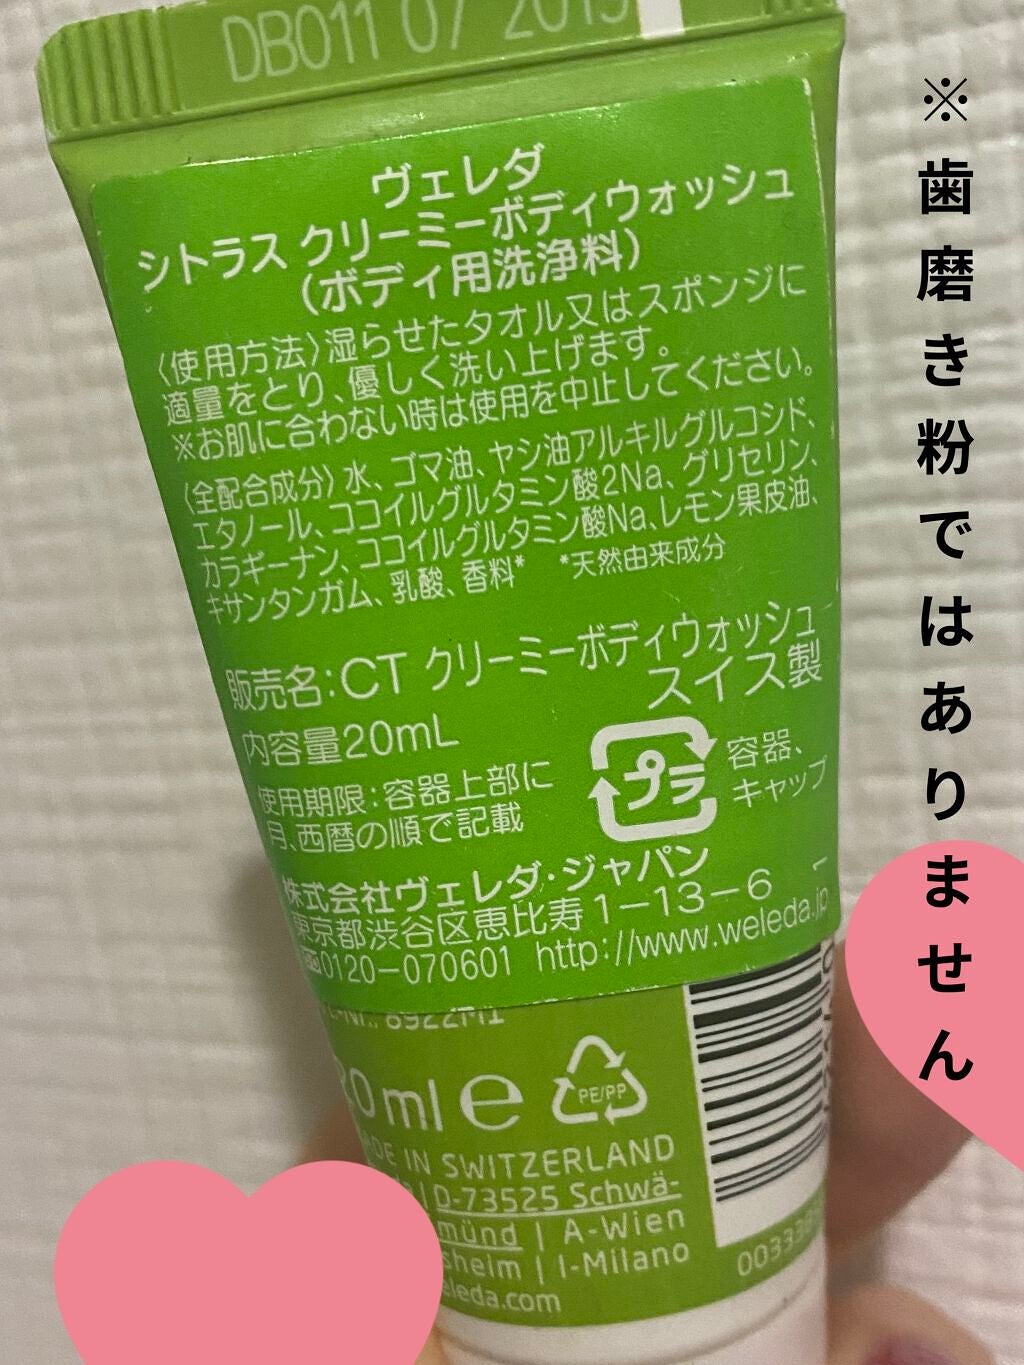 DB011 07 2019
ヴェレダ
シトラス クリーミーボディウォッシュ
（ボディ用洗浄料）
〈使用方法〉湿らせたタオル又はスポンジに
適量をとり、優しく洗い上げます。
※お肌に合わない時は使用を中止してください。
〈全配合成分〉水、ゴマ油、ヤシ油アルキルグルコシド、
エタノール、ココイルグルタミン酸2Na、グリセリン、
カラギーナン、ココイルグルタミン酸Na、レモン果皮油、
キサンタンガム、乳酸、香料* *天然由来成分
販売名：CT クリーミーボディウォッシュ
スイス製
内容量20mL
プラ
容器、
キャップ
使用期限：容器上部に
月、西暦の順で記載
株式会社ヴェレダ・ジャパン
東京都渋谷区恵比寿1－13－6
0120－070601 http://www.weleda.jp
8922M1
20ml e
PE/PP
DE IN SWITZERLAND
D-73525 Schwä-
münd | A-Wien
sheim | I-Milano
eleda.com
※歯磨き粉ではありません